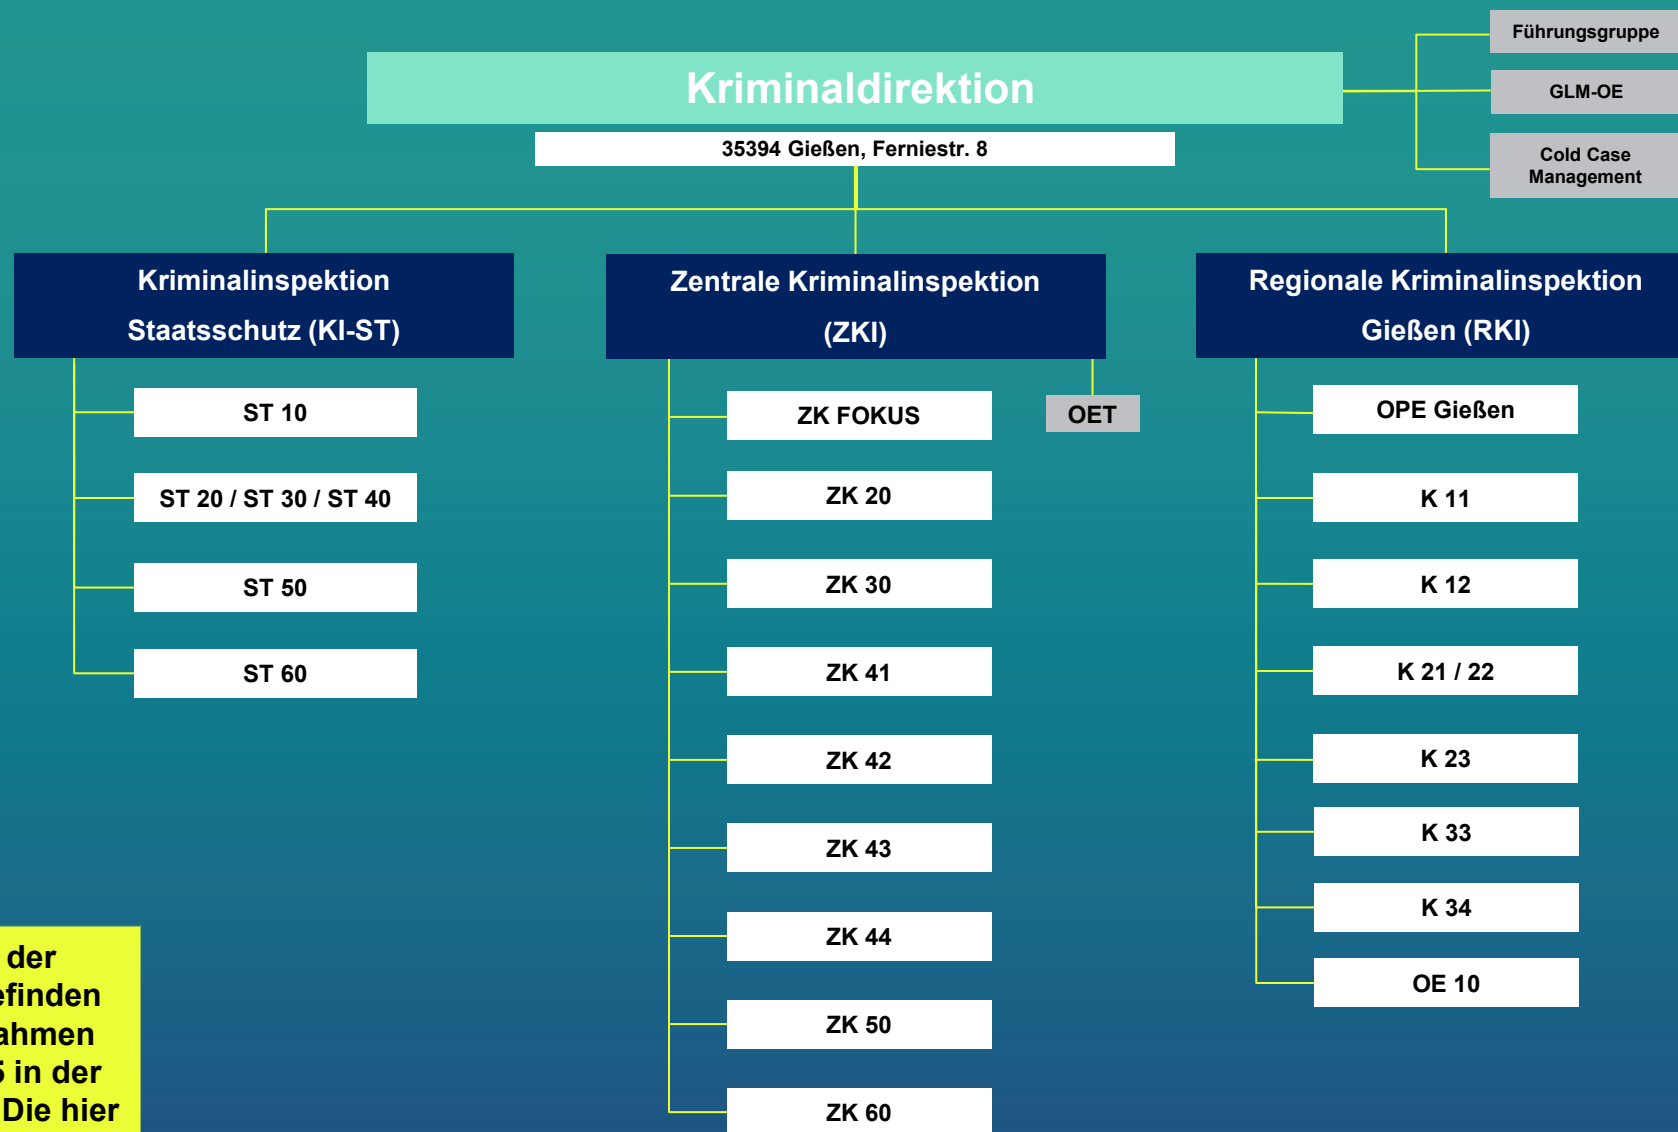 Führungsgruppe
Kriminaldirektion
GLM-OE
35394 Gießen, Ferniestr. 8
Cold Case
Management
Kriminalinspektion
Staatsschutz (KI-ST)
ST 10
ST 20 / ST 30 / ST 40
ST 50
ST 60
Zentrale Kriminalinspektion
(ZKI)
OET
ZK FOKUS
ZK 20
ZK 30
ZK 41
ZK 42
ZK 43
ZK 44
ZK 50
ZK 60
Regionale Kriminalinspektion
Gießen (RKI)
OPE Gießen
K 11
K 12
K 21 / 22
K 23
K 33
K 34
OE 10
der
in der
Die hier